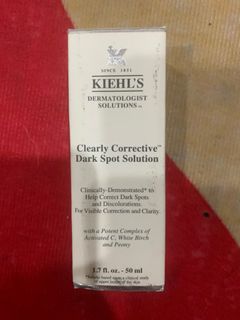 SINCE 1851
KIEHL'S
DERMATOLOGIST
SOLUTIONS™
Clearly Corrective™
Dark Spot Solution
Clinically-Demonstrated* to
Help Correct Dark Spots
and Discolorations.
For Visible Correction and Clarity.
with a Potent Complex of
Activated C, White Birch
and Peony
1.7 fl. oz. - 50 ml